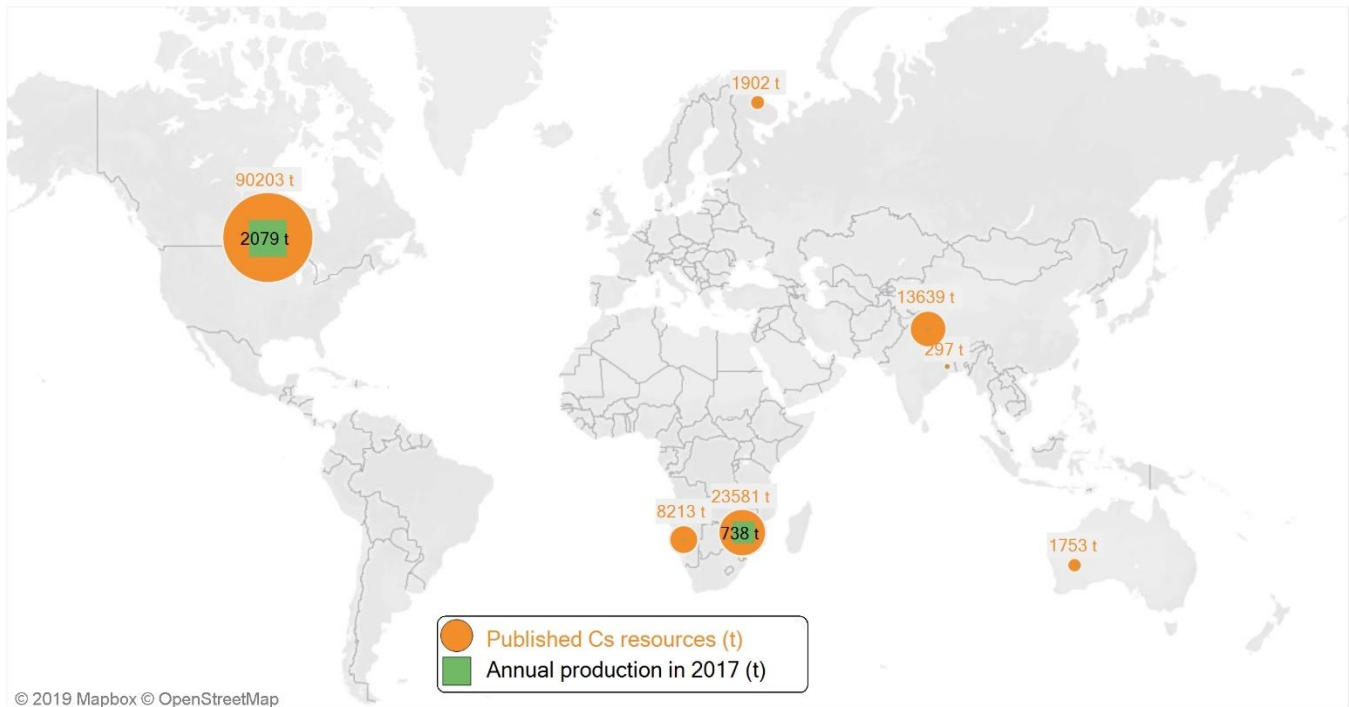 1902 t
90203 t
2079 t
13639 t
297 t
23581 t
8213 t
738 t
1753 t
Published Cs resources (t)
Annual production in 2017 (t)
© 2019 Mapbox © OpenStreetMap